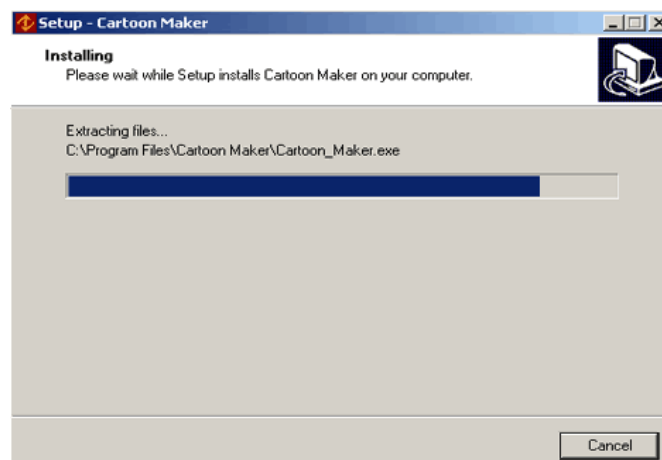 Setup - Cartoon Maker
Installing
Please wait while Setup installs Cartoon Maker on your computer.
Extracting files...
C:\Program Files\Cartoon Maker\Cartoon_Maker.exe
Cancel